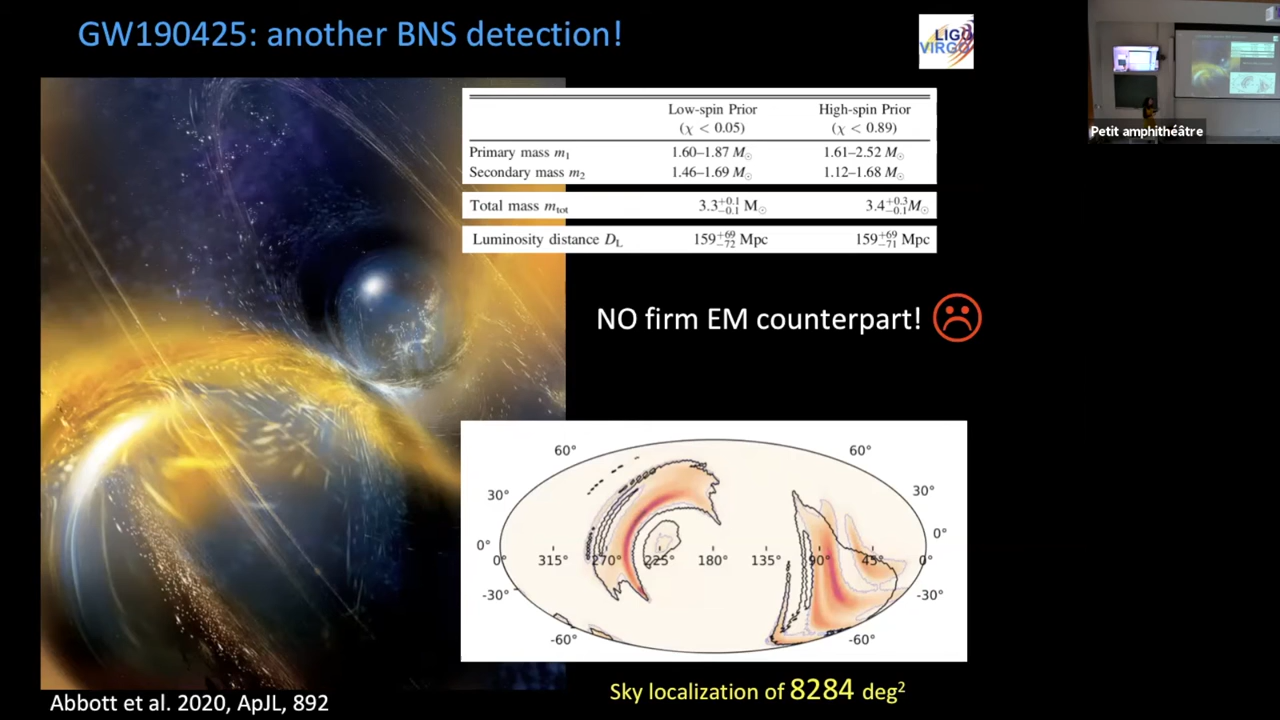 GW190425: another BNS detection!
LIGO
VIRGO
Petit amphithéâtre
Low-spin Prior High-spin Prior
(χ < 0.05) (χ < 0.89)
Primary mass m₁ 1.60–1.87 M☉ 1.61–2.52 M☉
Secondary mass m₂ 1.46–1.69 M☉ 1.12–1.68 M☉
Total mass m_tot 3.3^{+0.1}_{−0.1} M☉ 3.4^{+0.3}_{−0.1} M☉
Luminosity distance D_L 159^{+69}_{−72} Mpc 159^{+69}_{−71} Mpc
NO firm EM counterpart!
60° 60°
30° 30°
0° 0°
0° 315° 270° 225° 180° 135° 90° 45° 0°
-30° -30°
-60° -60°
Sky localization of 8284 deg²
Abbott et al. 2020, ApJL, 892